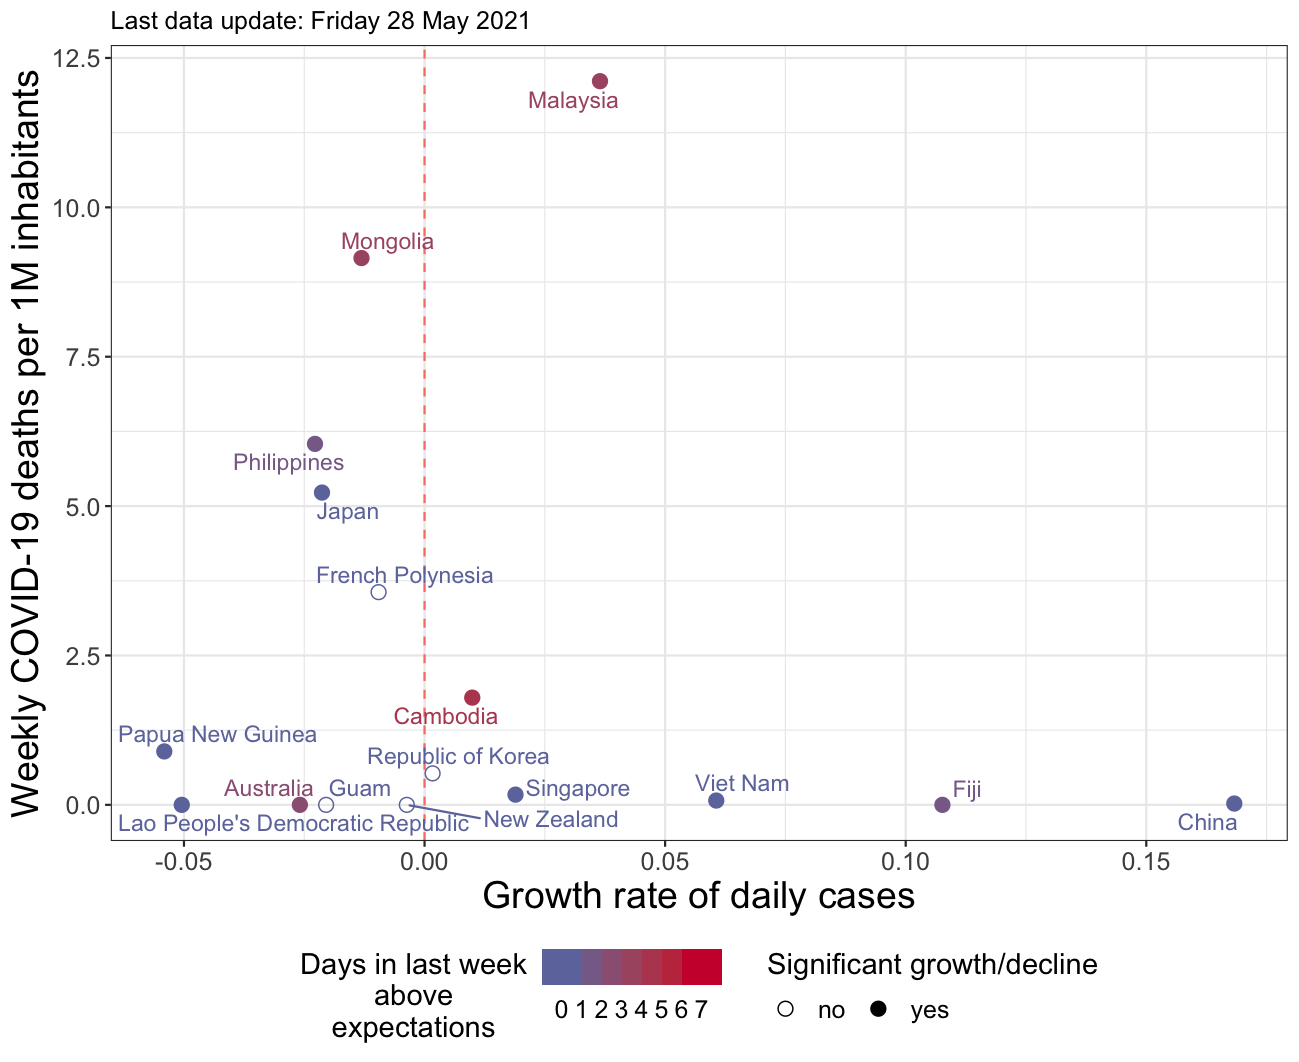 Last data update: Friday 28 May 2021
Weekly COVID-19 deaths per 1M inhabitants
12.5
10.0
7.5
5.0
2.5
0.0
Malaysia
Mongolia
Philippines
Japan
French Polynesia
Cambodia
Papua New Guinea
Republic of Korea
Australia
Guam
Singapore
Viet Nam
Fiji
Lao People's Democratic Republic
New Zealand
China
-0.05
0.00
0.05
0.10
0.15
Growth rate of daily cases
Days in last week
above
expectations
0 1 2 3 4 5 6 7
Significant growth/decline
no
yes